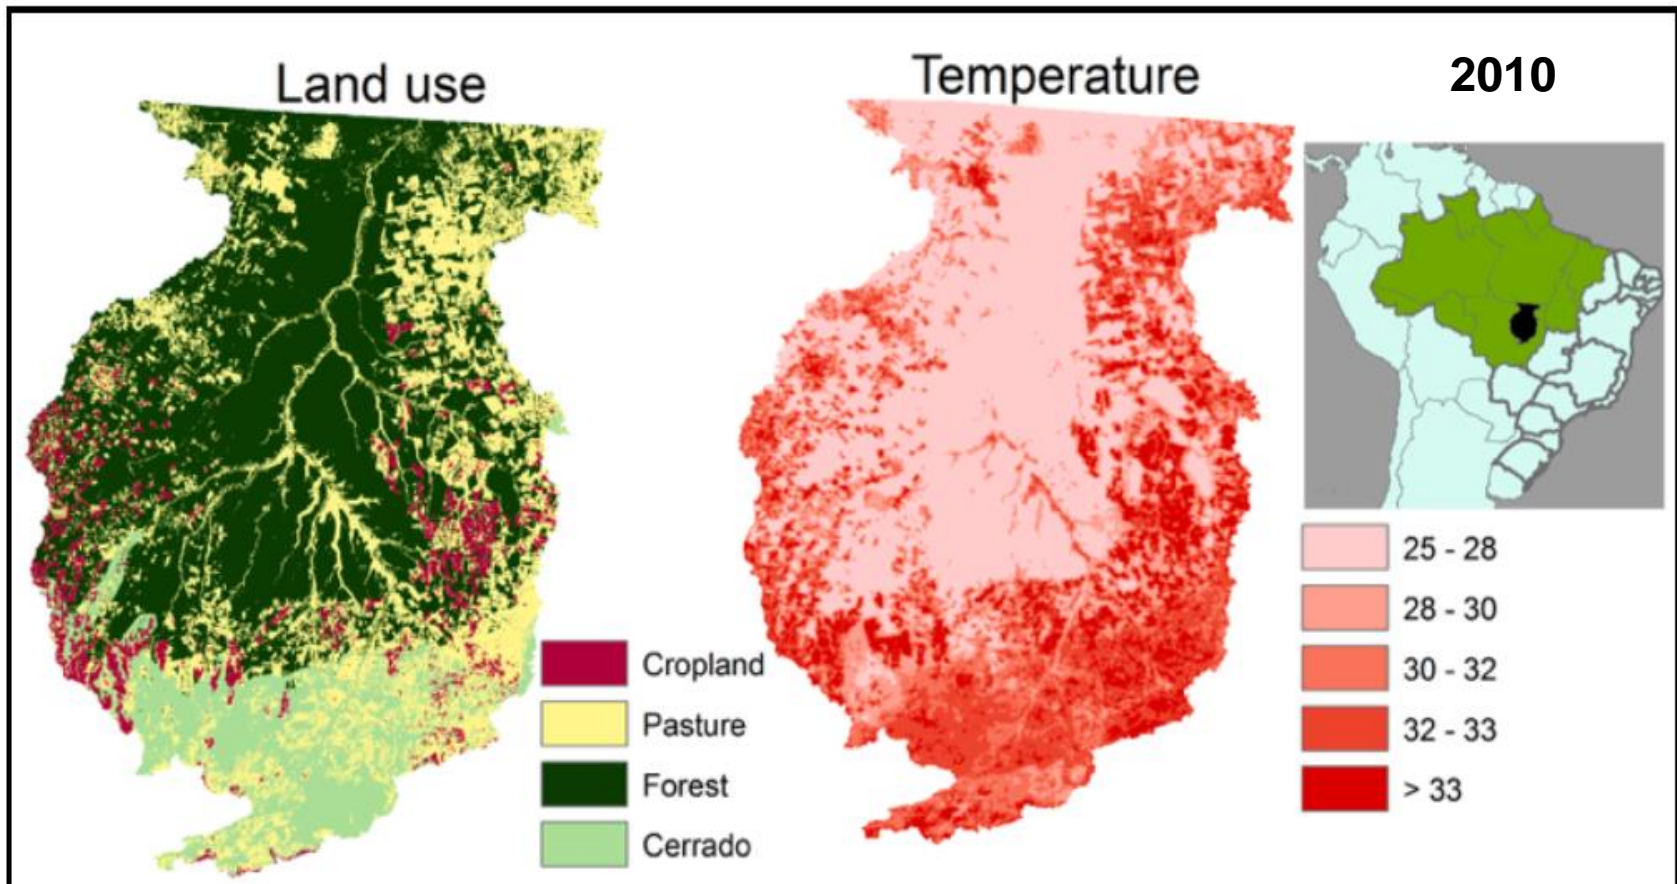 Land use
Temperature
2010
Cropland
Pasture
Forest
Cerrado
25 - 28
28 - 30
30 - 32
32 - 33
> 33